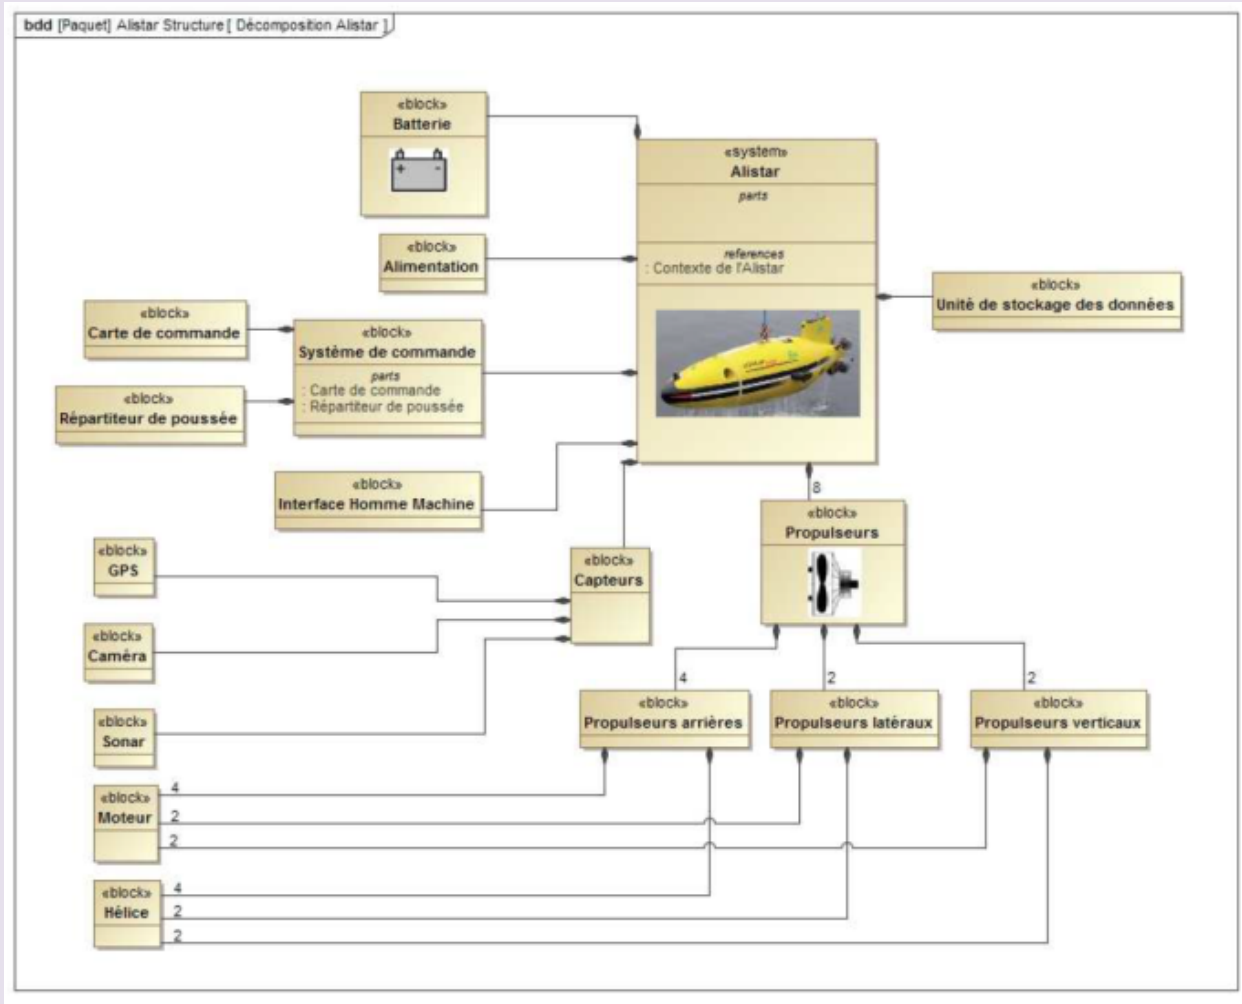 bdd [Paquet] Alistar Structure [ Décomposition Alistar ]
«block»
Batterie
+ -
«system»
Alistar
parts
references
: Contexte de l'Alistar
«block»
Alimentation
«block»
Unité de stockage des données
«block»
Carte de commande
«block»
Système de commande
parts
: Carte de commande
: Répartiteur de poussée
«block»
Répartiteur de poussée
«block»
Interface Homme Machine
8
«block»
Propulseurs
«block»
GPS
«block»
Capteurs
«block»
Caméra
«block»
Sonar
4
2
2
«block»
Propulseurs arrières
«block»
Propulseurs latéraux
«block»
Propulseurs verticaux
«block»
Moteur
4
2
2
«block»
Hélice
4
2
2